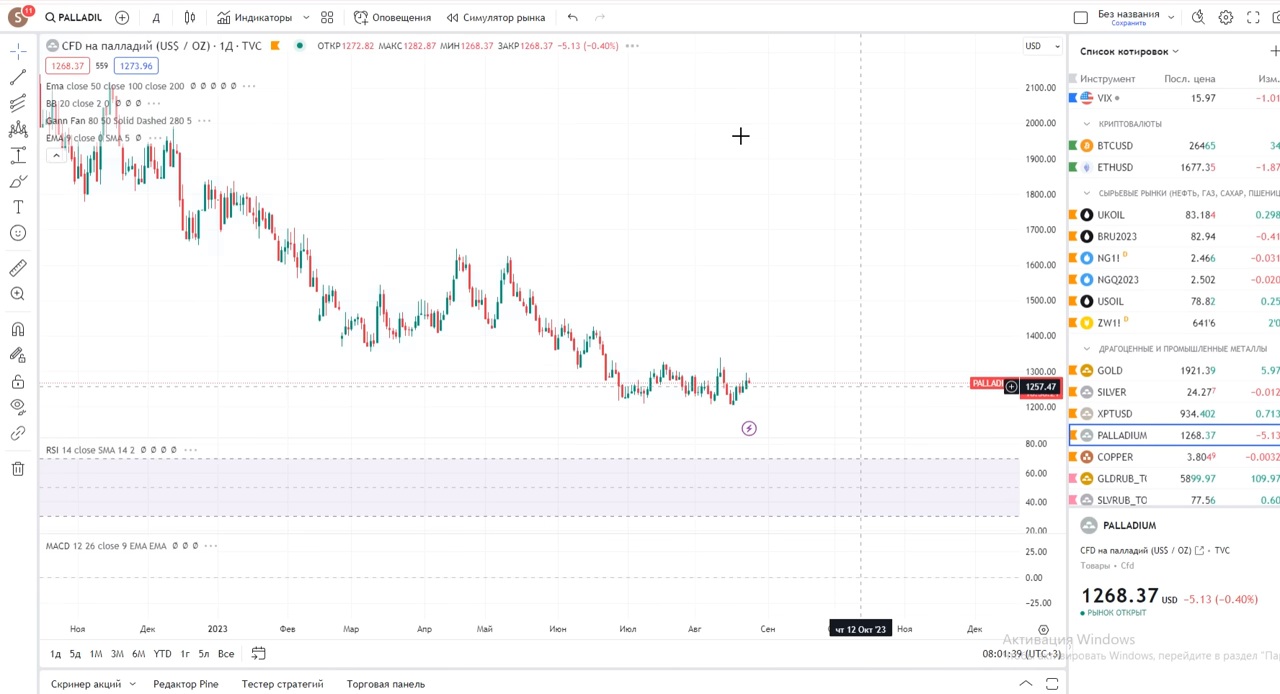 S 11 PALLADIU Д Индикаторы Оповещения Симулятор рынка Без названия
Сохранить
CFD на палладий (US$ / OZ) · 1Д · TVC ОТКР1272.82 МАКС1282.87 МИН1268.37 ЗАКР1268.37 −5.13 (−0.40%)
1268.37 559 1273.96
Ema close 50 close 100 close 200 Ø Ø Ø Ø Ø
BB 20 close 2 0 Ø Ø Ø
Gann Fan 80 50 Solid Dashed 280 5
EMA 9 close 0 SMA 5 Ø
USD
2100.00
2000.00
1900.00
1800.00
1700.00
1600.00
1500.00
1400.00
1300.00
PALLADI 1257.47
1200.00
RSI 14 close SMA 14 2 Ø Ø Ø Ø
80.00
60.00
40.00
20.00
MACD 12 26 close 9 EMA EMA Ø Ø Ø
25.00
0.00
−25.00
Ноя Дек 2023 Фев Мар Апр Май Июн Июл Авг Сен чт 12 Окт '23 Ноя Дек
1д 5д 1М 3М 6М YTD 1г 5л Все 08:01:39 (UTC+3)
Скринер акций Редактор Pine Тестер стратегий Торговая панель
Список котировок
Инструмент Посл. цена Изм.
VIX 15.97 −1.01
КРИПТОВАЛЮТЫ
BTCUSD 26465 34
ETHUSD 1677.35 −1.87
СЫРЬЕВЫЕ РЫНКИ (НЕФТЬ, ГАЗ, САХАР, ПШЕНИЦ
UKOIL 83.184 0.298
BRU2023 82.94 −0.41
NG1! D 2.466 −0.031
NGQ2023 2.502 −0.020
USOIL 78.82 0.25
ZW1! D 641'6 2'0
ДРАГОЦЕННЫЕ И ПРОМЫШЛЕННЫЕ МЕТАЛЛЫ
GOLD 1921.39 5.97
SILVER 24.277 −0.012
XPTUSD 934.402 0.713
PALLADIUM 1268.37 −5.13
COPPER 3.8049 −0.0032
GLDRUB_TO 5899.97 109.97
SLVRUB_TO 77.56 0.60
PALLADIUM
CFD на палладий (US$ / OZ) · TVC
Товары • Cfd
1268.37 USD −5.13 (−0.40%)
РЫНОК ОТКРЫТ
Активация Windows
активировать Windows, перейдите в раздел "Па